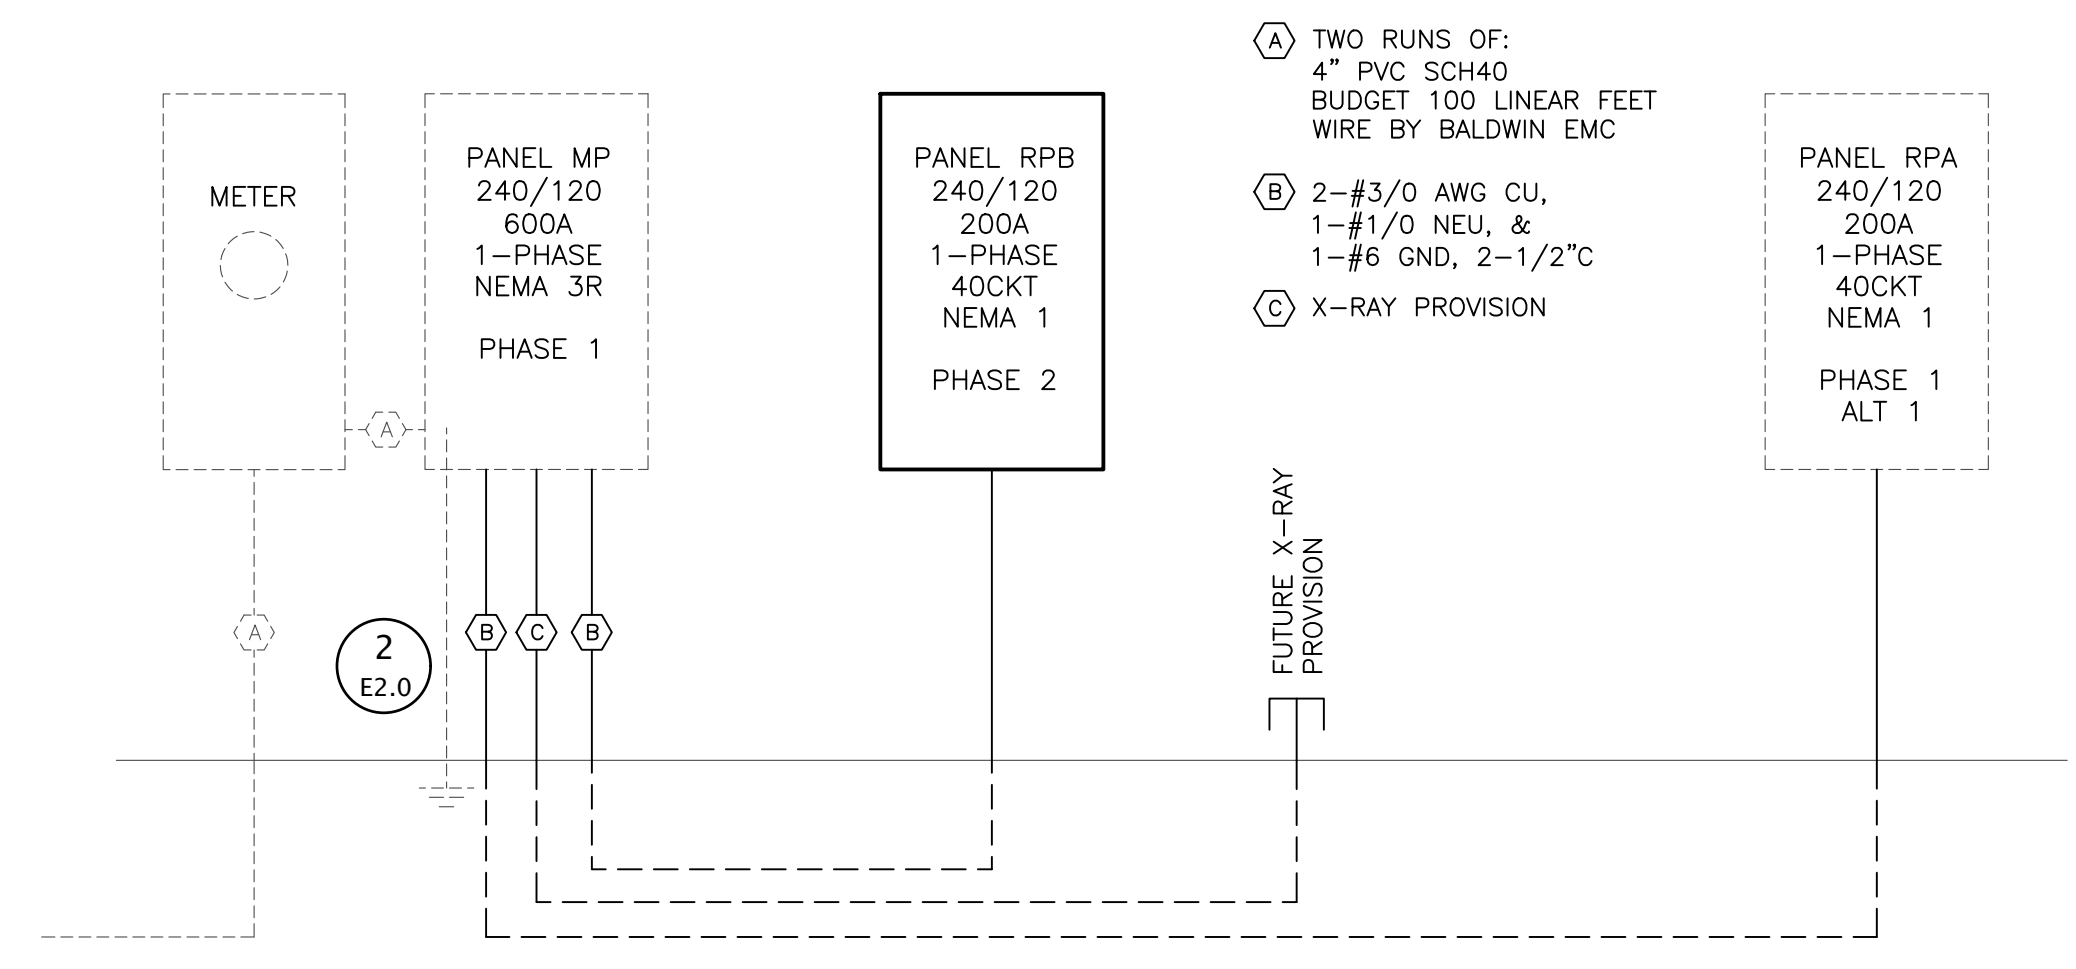 METER
PANEL MP
240/120
600A
1-PHASE
NEMA 3R
PHASE 1
PANEL RPB
240/120
200A
1-PHASE
40CKT
NEMA 1
PHASE 2
A TWO RUNS OF:
4" PVC SCH40
BUDGET 100 LINEAR FEET
WIRE BY BALDWIN EMC
B 2-#3/0 AWG CU,
1-#1/0 NEU, &
1-#6 GND, 2-1/2"C
C X-RAY PROVISION
PANEL RPA
240/120
200A
1-PHASE
40CKT
NEMA 1
PHASE 1
ALT 1
A
A
2
E2.0
B
C
B
FUTURE X-RAY
PROVISION